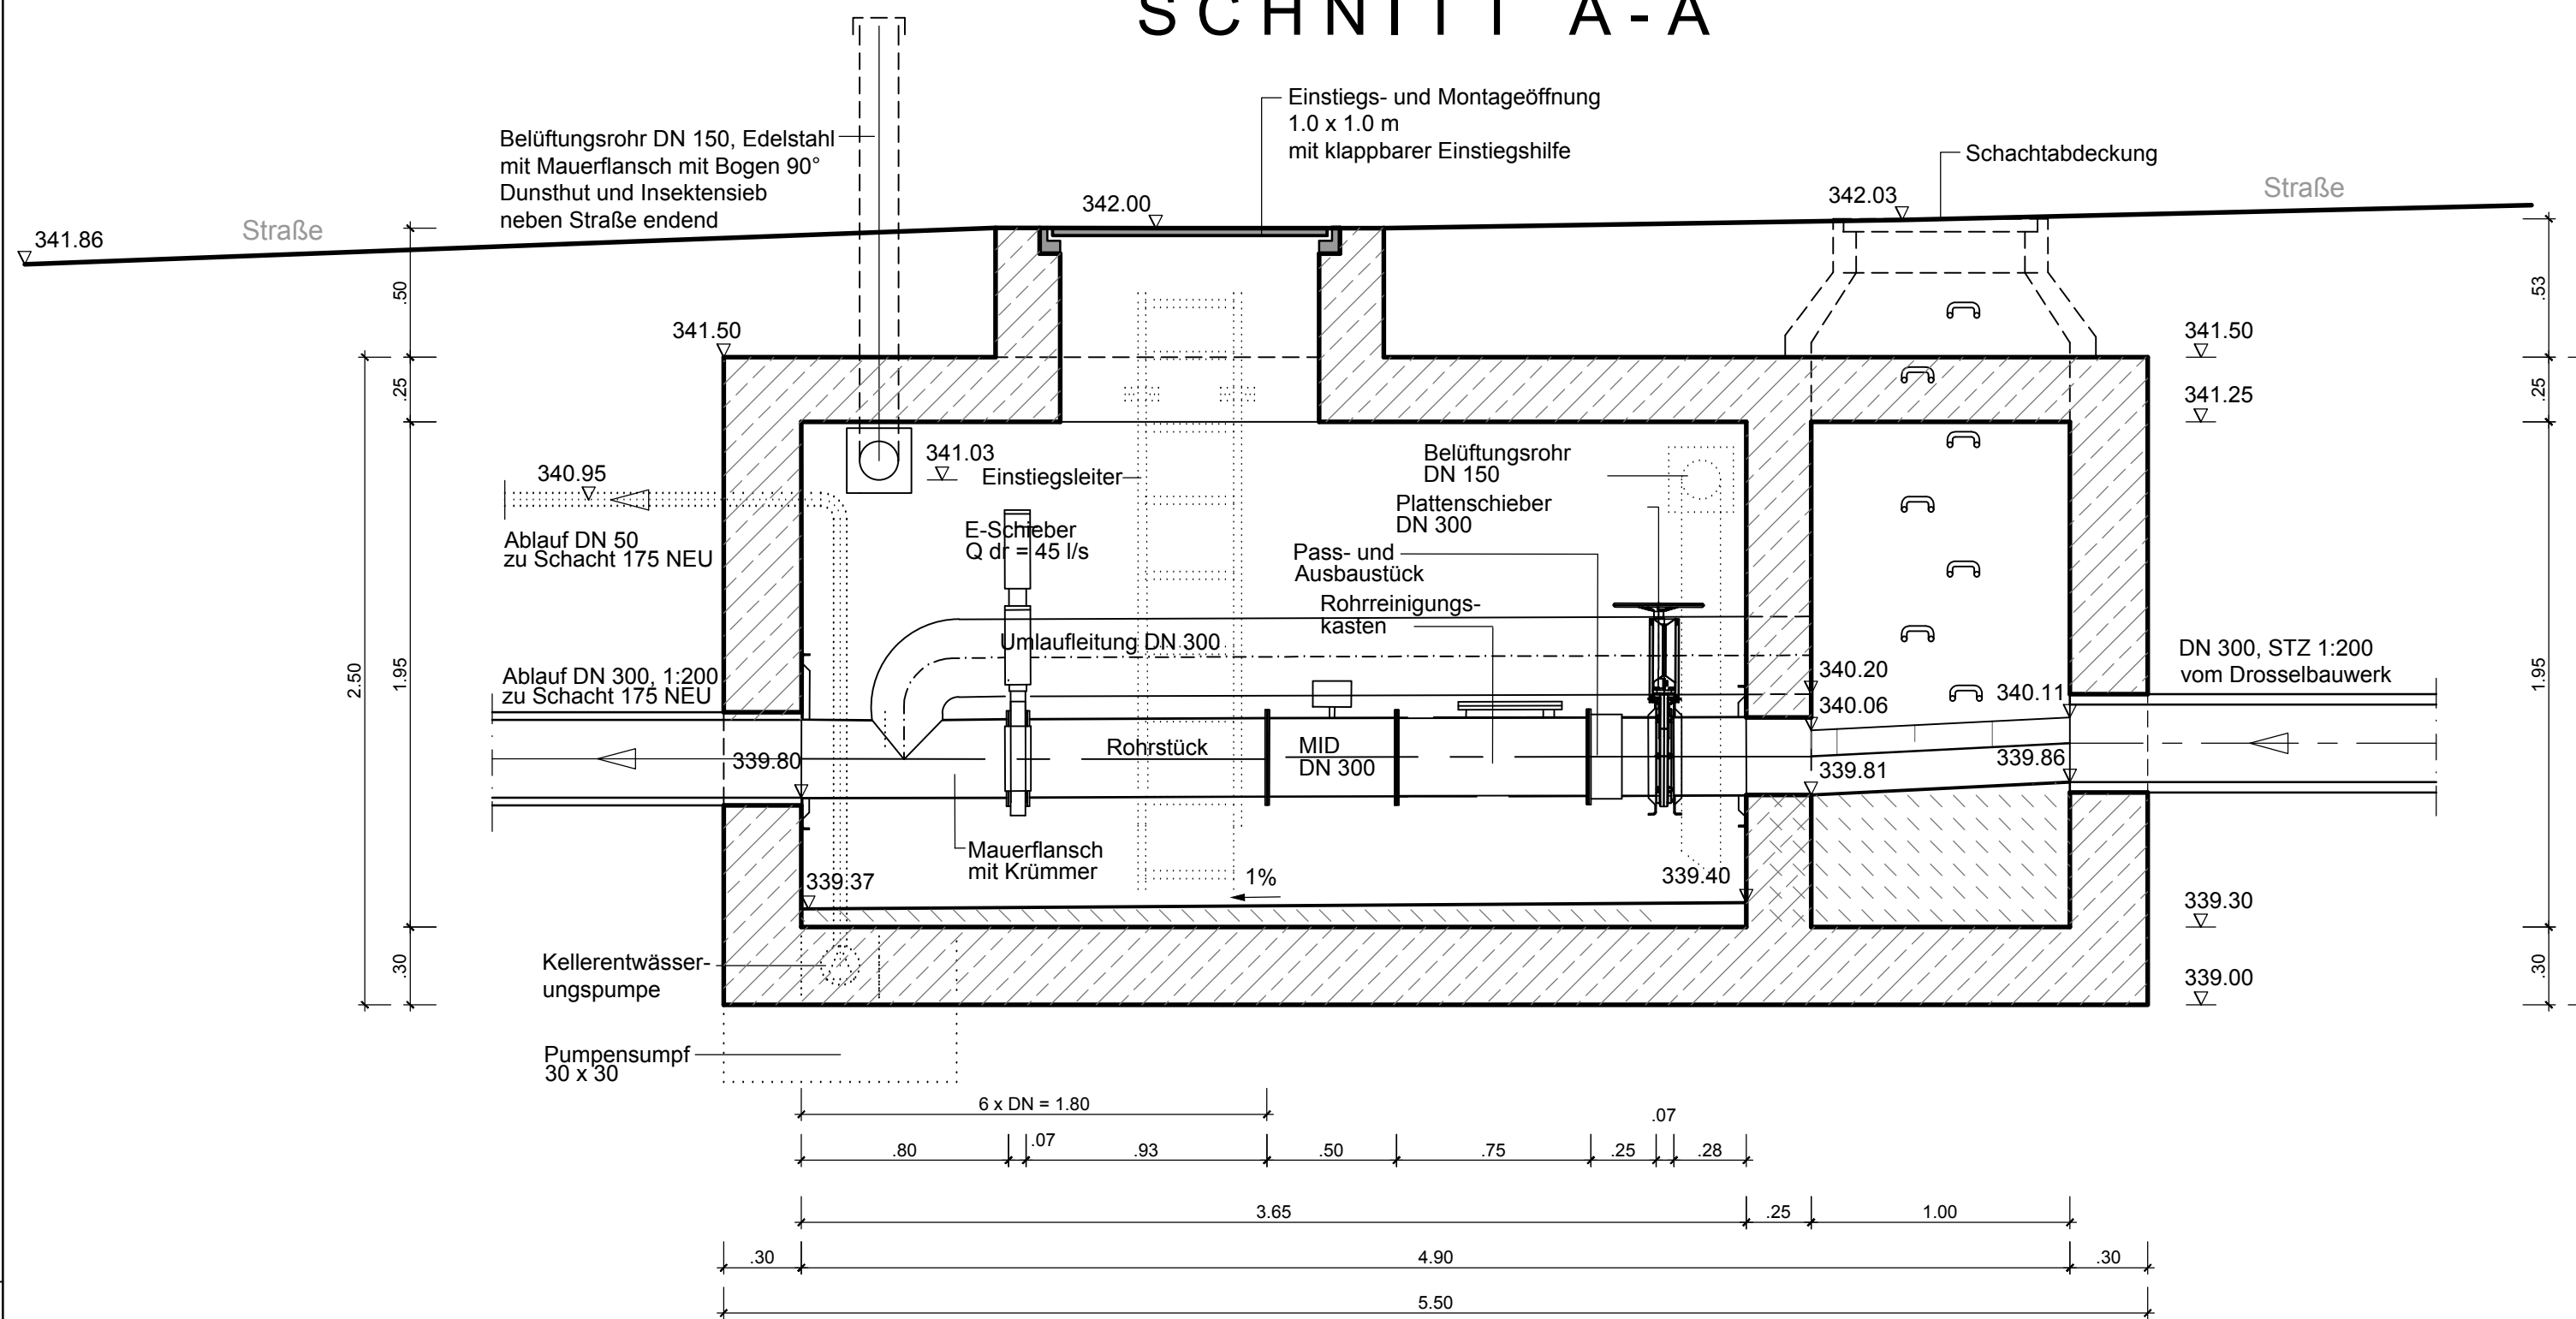 SCHNITT A-A
Einstiegs- und Montageöffnung
1.0 x 1.0 m
mit klappbarer Einstiegshilfe
Belüftungsrohr DN 150, Edelstahl
mit Mauerflansch mit Bogen 90°
Dunsthut und Insektensieb
neben Straße endend
Schachtabdeckung
341.86
Straße
342.00
342.03
Straße
.50
.53
341.50
341.50
.25
341.25
.25
340.95
341.03
Einstiegsleiter
Belüftungsrohr
DN 150
Plattenschieber
DN 300
Ablauf DN 50
zu Schacht 175 NEU
E-Schieber
Q dr = 45 l/s
Pass- und
Ausbaustück
Rohrreinigungs-
kasten
Umlaufleitung DN 300
2.50
1.95
Ablauf DN 300, 1:200
zu Schacht 175 NEU
340.20
340.06
340.11
DN 300, STZ 1:200
vom Drosselbauwerk
1.95
339.80
Rohrstück
MID
DN 300
339.81
339.86
Mauerflansch
mit Krümmer
339.37
1%
339.40
339.30
.30
Kellerentwässer-
ungspumpe
339.00
.30
Pumpensumpf
30 x 30
6 x DN = 1.80
.80
.07
.93
.50
.75
.25
.07
.28
3.65
.25
1.00
.30
4.90
.30
5.50